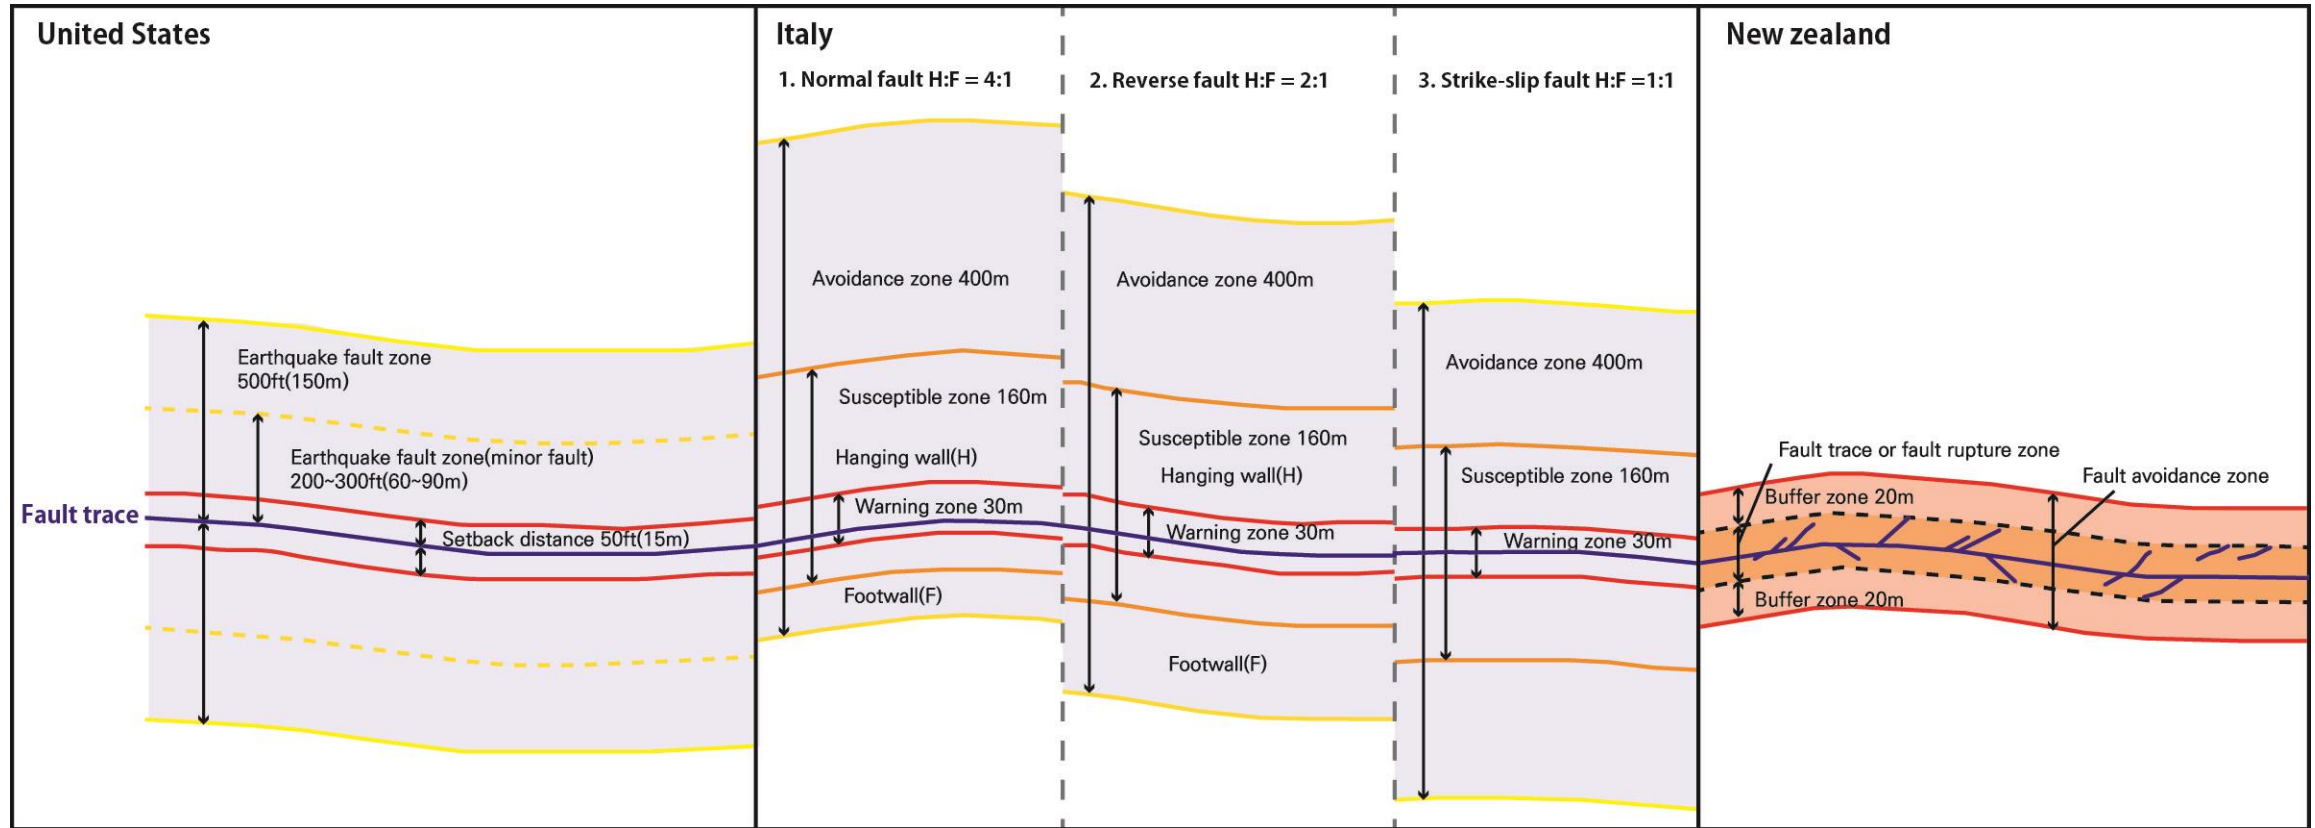 United States
Earthquake fault zone
500ft(150m)
Earthquake fault zone(minor fault)
200~300ft(60~90m)
Fault trace
Setback distance 50ft(15m)
Italy
1. Normal fault H:F = 4:1
Avoidance zone 400m
Susceptible zone 160m
Hanging wall(H)
Warning zone 30m
Footwall(F)
2. Reverse fault H:F = 2:1
Avoidance zone 400m
Susceptible zone 160m
Hanging wall(H)
Warning zone 30m
Footwall(F)
3. Strike-slip fault H:F =1:1
Avoidance zone 400m
Susceptible zone 160m
Warning zone 30m
New zealand
Fault trace or fault rupture zone
Fault avoidance zone
Buffer zone 20m
Buffer zone 20m